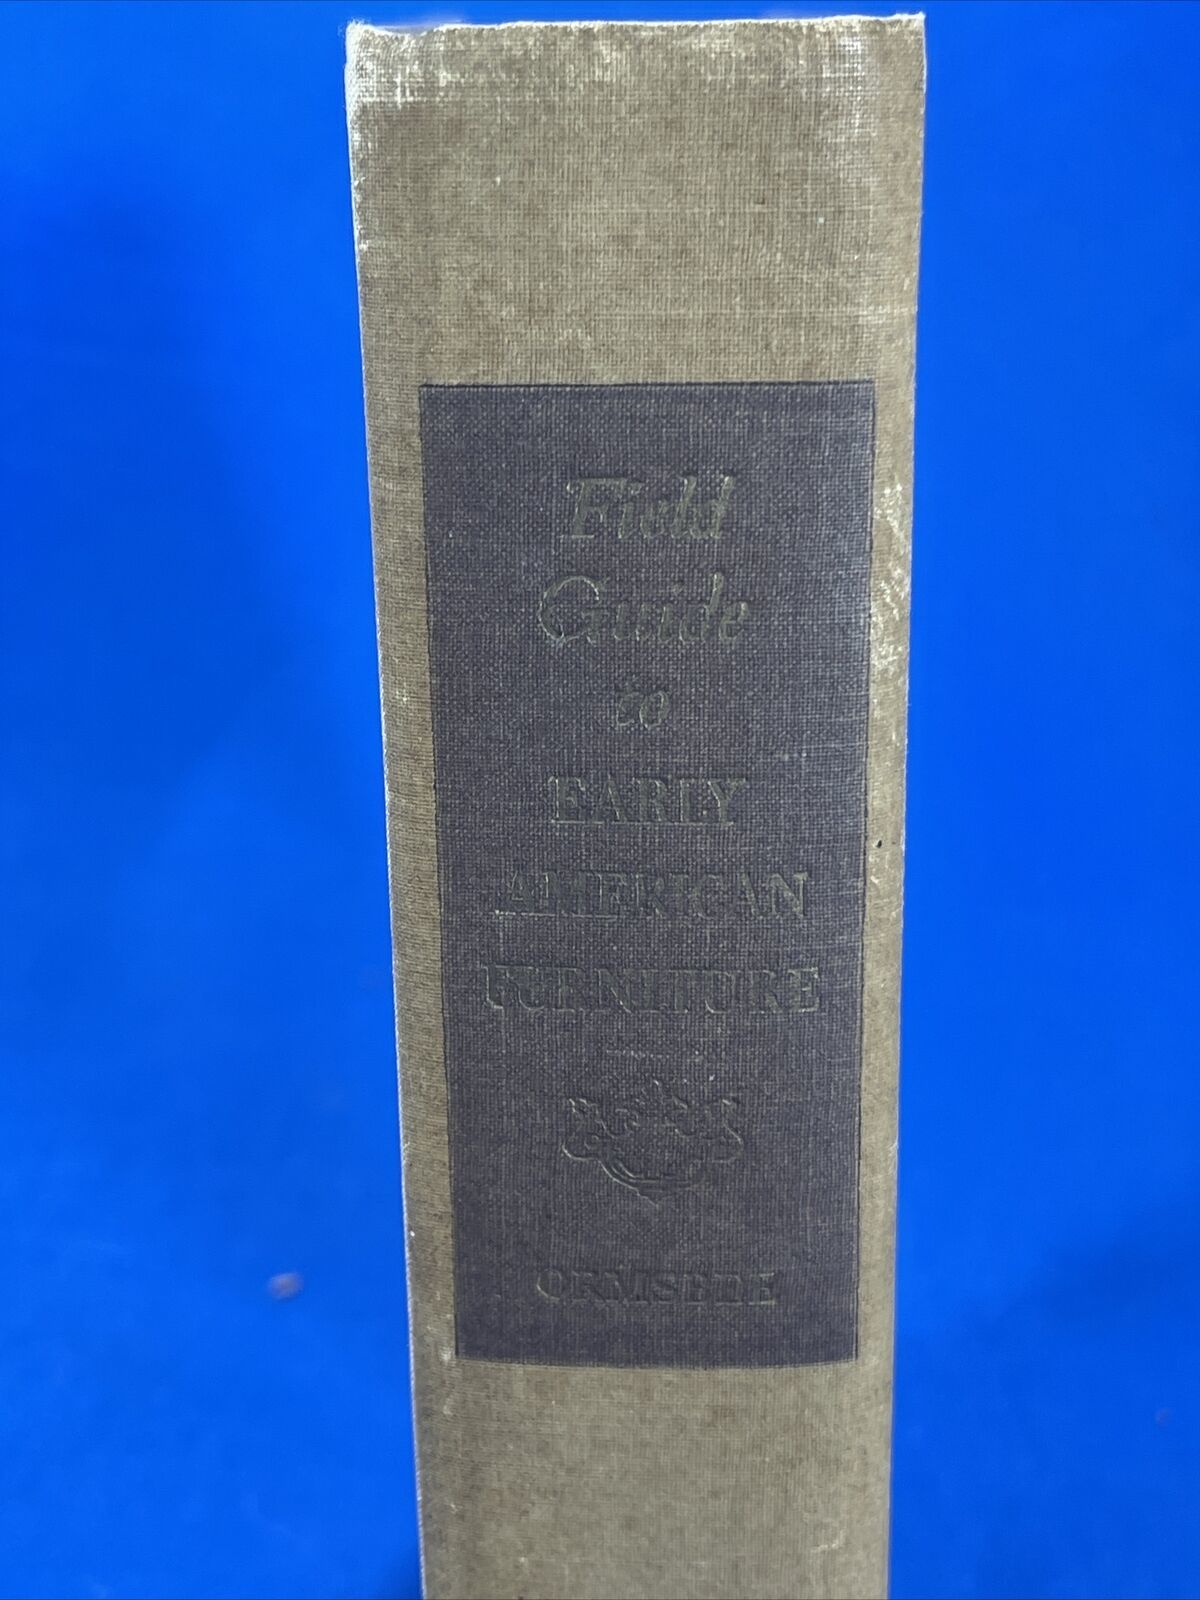 Field
Guide
to
EARLY
AMERICAN
FURNITURE
ORMSBEE